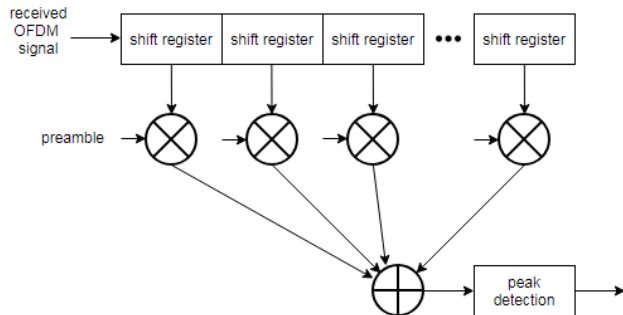 received
OFDM
signal
shift register
shift register
shift register
shift register
preamble
peak
detection